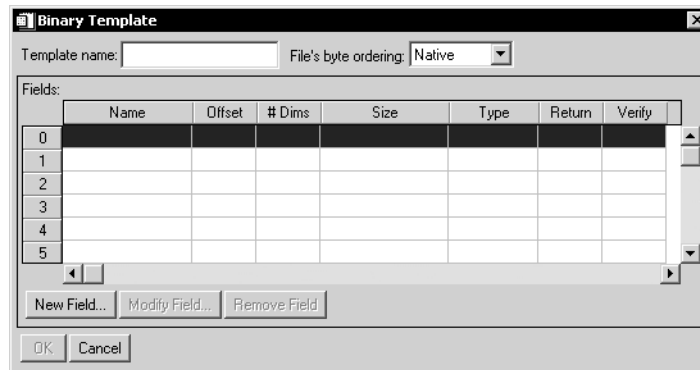 Binary Template
Template name: File's byte ordering: Native
Fields:
Name Offset # Dims Size Type Return Verify
0
1
2
3
4
5
New Field... Modify Field... Remove Field
OK Cancel